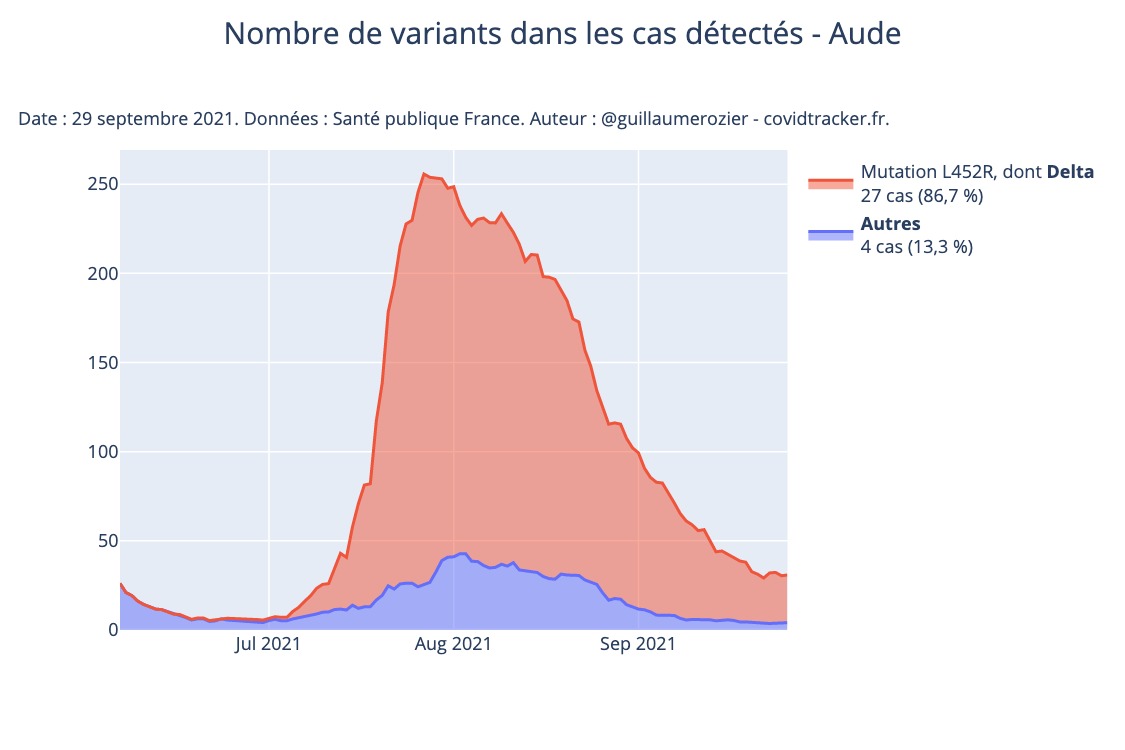 Nombre de variants dans les cas détectés - Aude
Date : 29 septembre 2021. Données : Santé publique France. Auteur : @guillaumerozier - covidtracker.fr.
Mutation L452R, dont Delta
27 cas (86,7 %)
Autres
4 cas (13,3 %)
250
200
150
100
50
0
Jul 2021
Aug 2021
Sep 2021